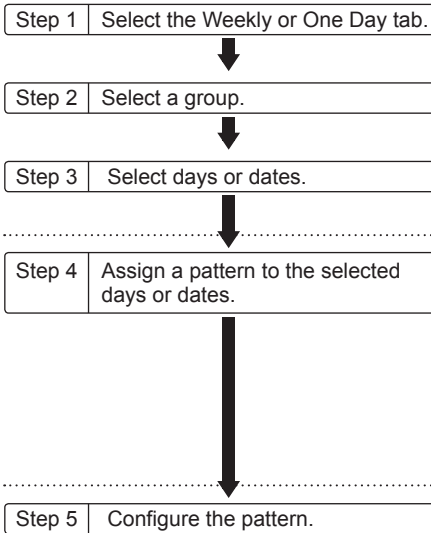 Step 1 Select the Weekly or One Day tab.
Step 2 Select a group.
Step 3 Select days or dates.
Step 4 Assign a pattern to the selected
days or dates.
Step 5 Configure the pattern.